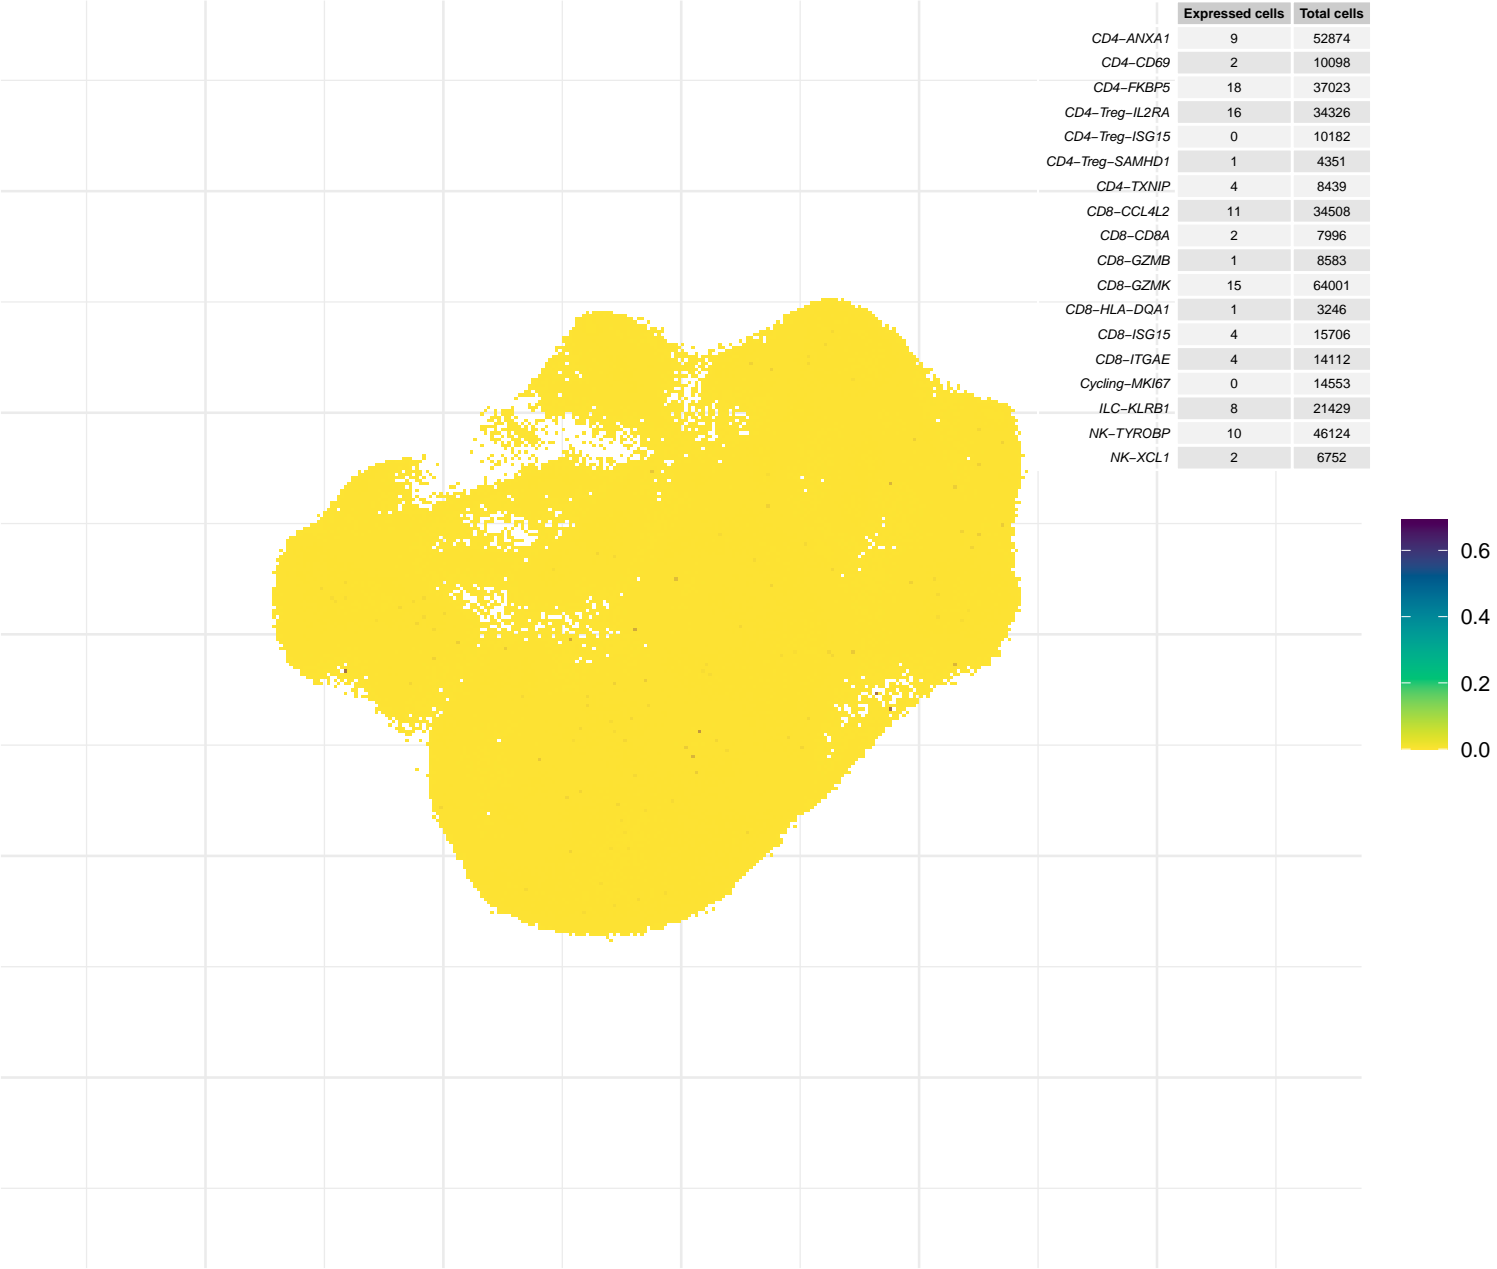 Expressed cells Total cells
CD4−ANXA1 9 52874
CD4−CD69 2 10098
CD4−FKBP5 18 37023
CD4−Treg−IL2RA 16 34326
CD4−Treg−ISG15 0 10182
CD4−Treg−SAMHD1 1 4351
CD4−TXNIP 4 8439
CD8−CCL4L2 11 34508
CD8−CD8A 2 7996
CD8−GZMB 1 8583
CD8−GZMK 15 64001
CD8−HLA−DQA1 1 3246
CD8−ISG15 4 15706
CD8−ITGAE 4 14112
Cycling−MKI67 0 14553
ILC−KLRB1 8 21429
NK−TYROBP 10 46124
NK−XCL1 2 6752
0.6
0.4
0.2
0.0